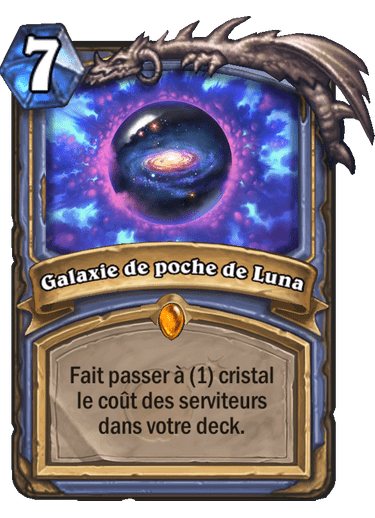 7
Galaxie de poche de Luna
Fait passer à (1) cristal
le coût des serviteurs
dans votre deck.